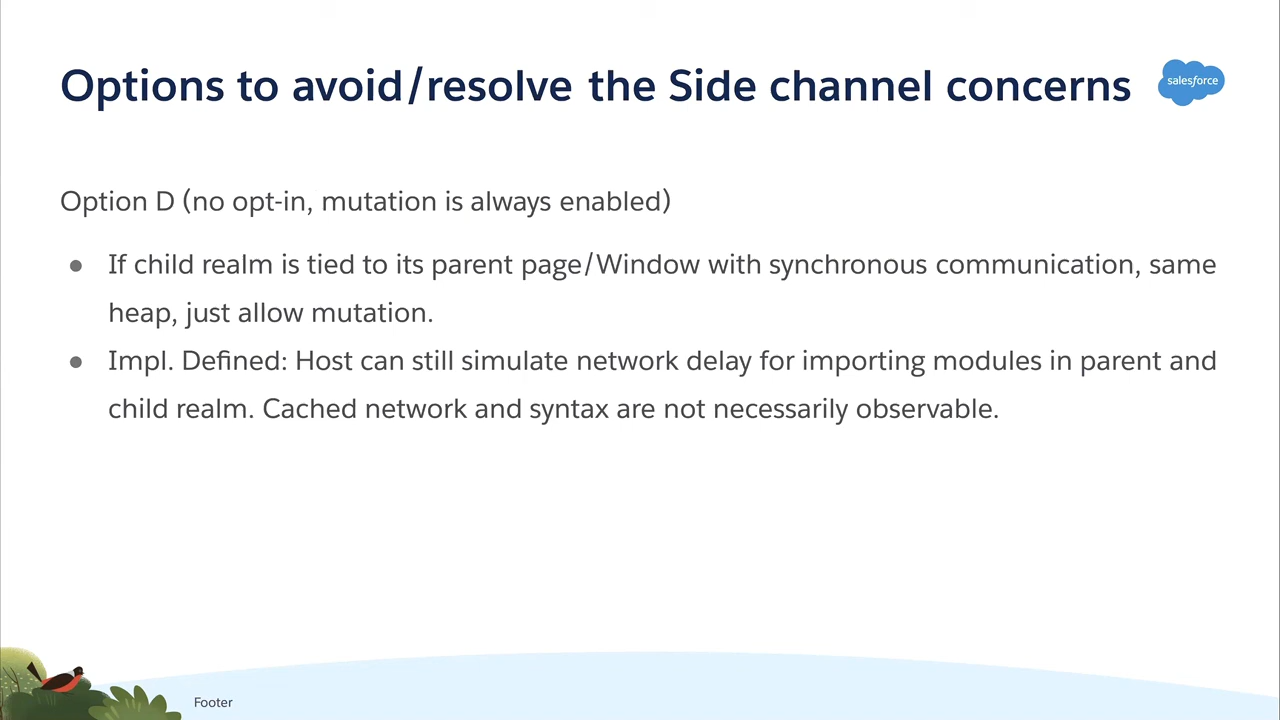 Options to avoid/resolve the Side channel concerns
salesforce
Option D (no opt-in, mutation is always enabled)
● If child realm is tied to its parent page/Window with synchronous communication, same
heap, just allow mutation.
● Impl. Defined: Host can still simulate network delay for importing modules in parent and
child realm. Cached network and syntax are not necessarily observable.
Footer